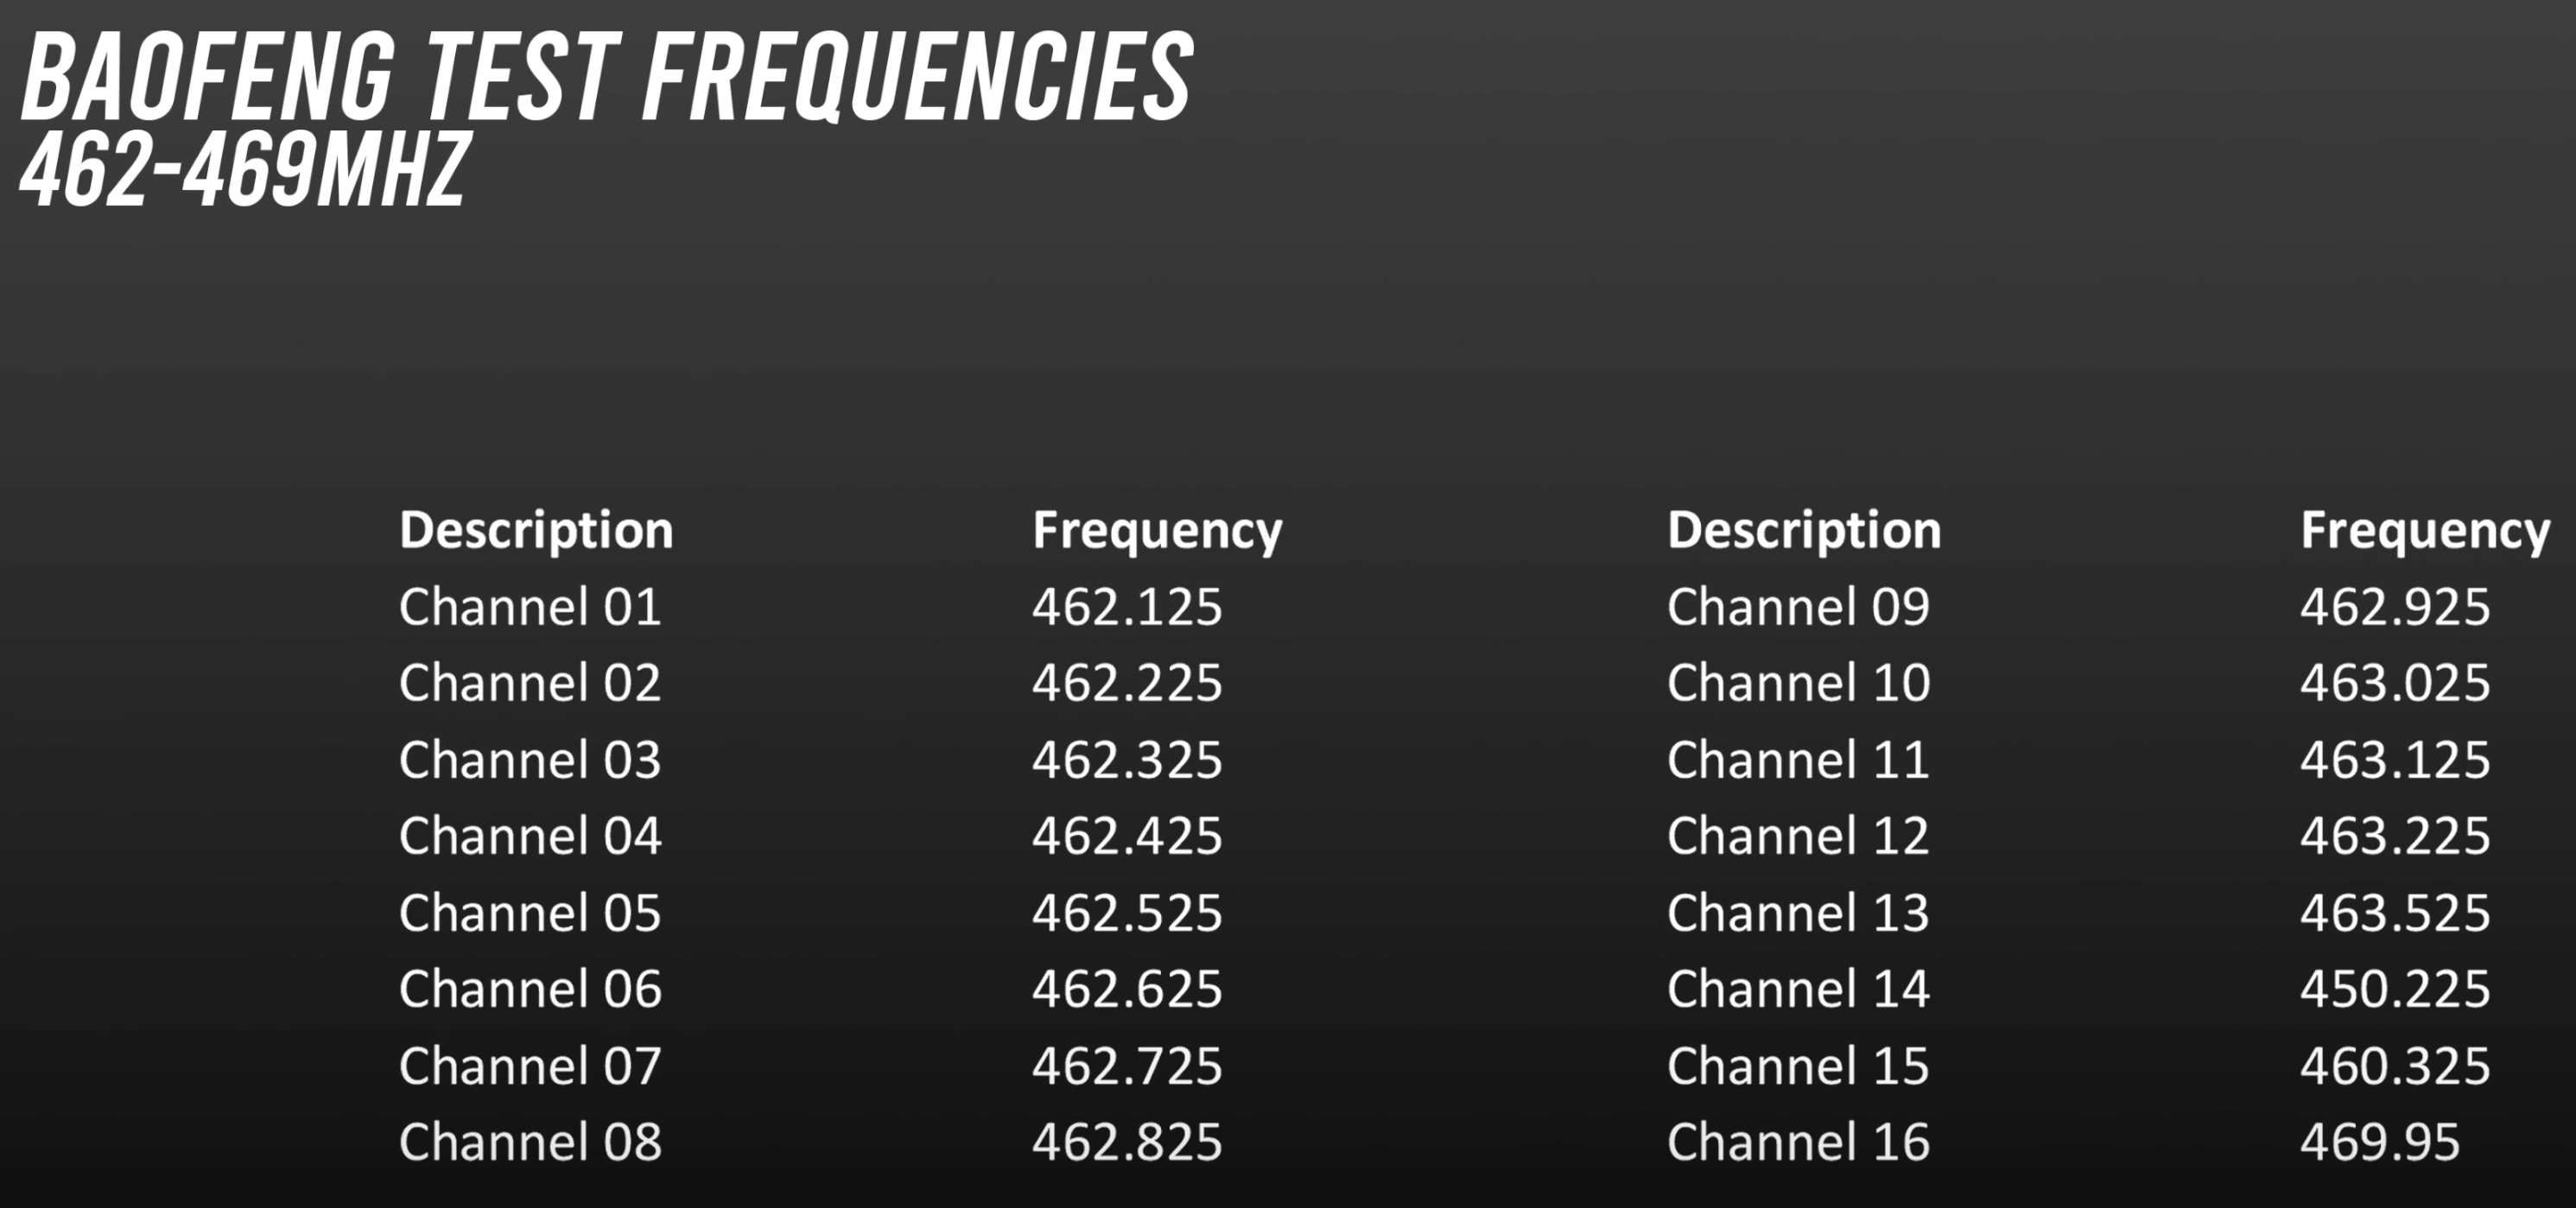 BAOFENG TEST FREQUENCIES
462-469MHZ
Description Frequency Description Frequency
Channel 01 462.125 Channel 09 462.925
Channel 02 462.225 Channel 10 463.025
Channel 03 462.325 Channel 11 463.125
Channel 04 462.425 Channel 12 463.225
Channel 05 462.525 Channel 13 463.525
Channel 06 462.625 Channel 14 450.225
Channel 07 462.725 Channel 15 460.325
Channel 08 462.825 Channel 16 469.95